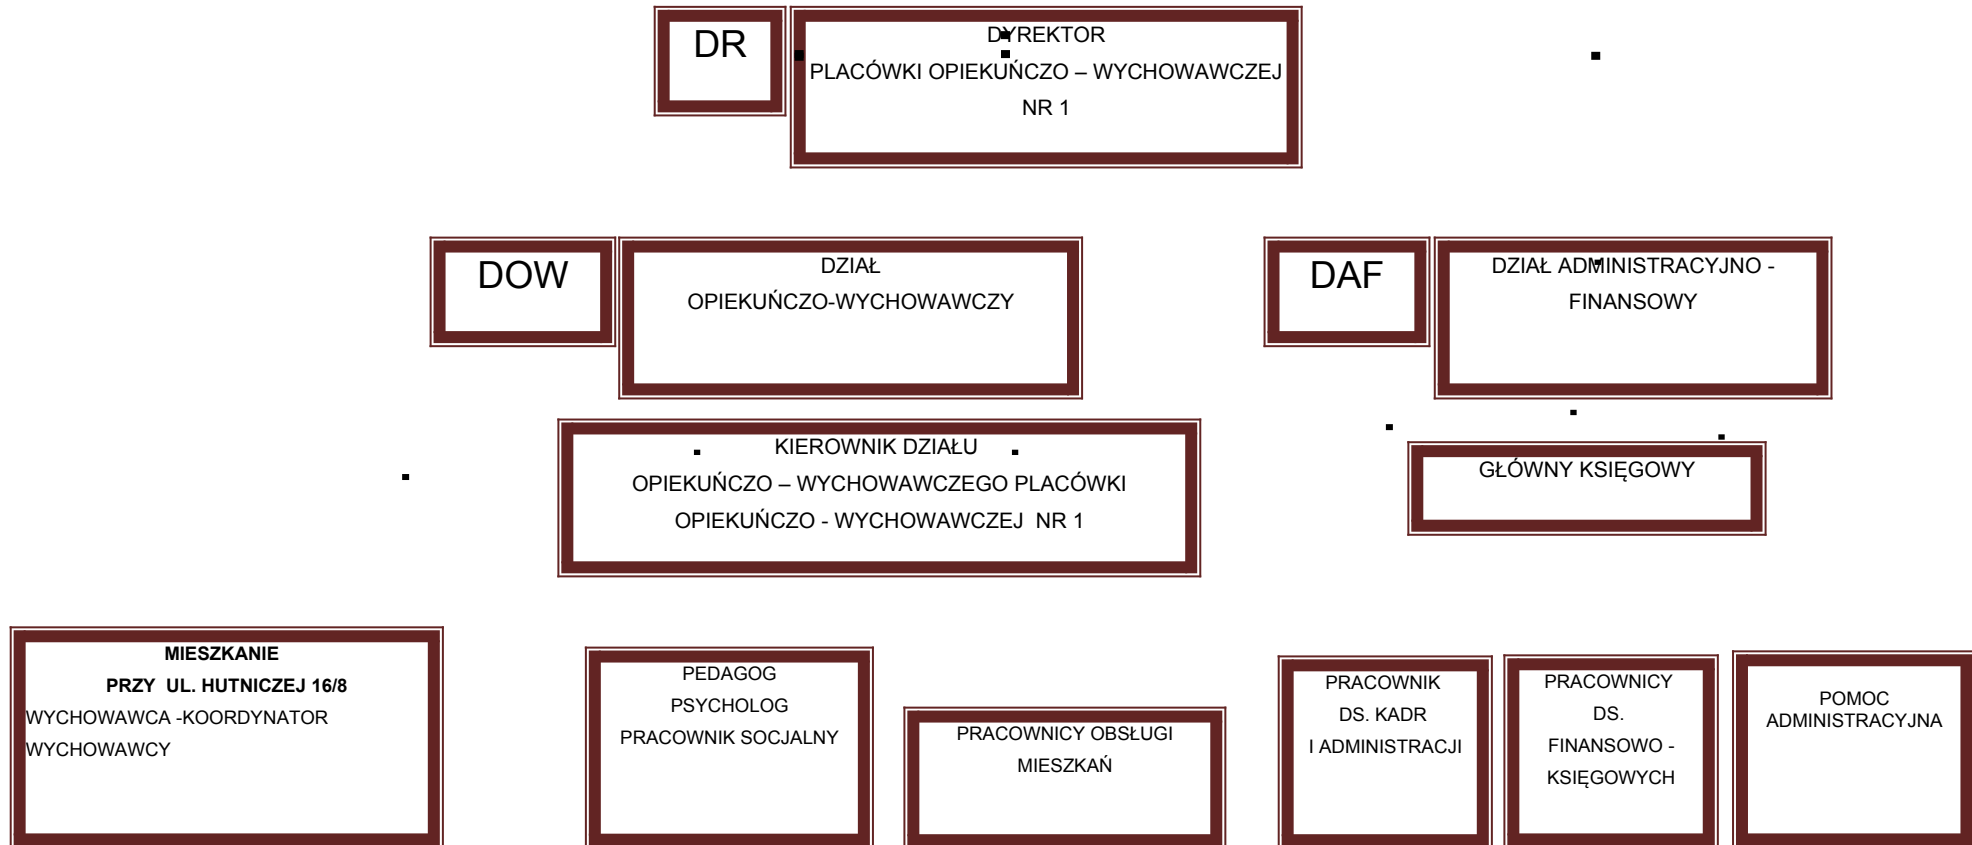 DR
DYREKTOR
PLACÓWKI OPIEKUŃCZO – WYCHOWAWCZEJ
NR 1
DOW
DZIAŁ
OPIEKUŃCZO-WYCHOWAWCZY
DAF
DZIAŁ ADMINISTRACYJNO -
FINANSOWY
KIEROWNIK DZIAŁU
OPIEKUŃCZO – WYCHOWAWCZEGO PLACÓWKI
OPIEKUŃCZO - WYCHOWAWCZEJ NR 1
GŁÓWNY KSIĘGOWY
MIESZKANIE
PRZY UL. HUTNICZEJ 16/8
WYCHOWAWCA -KOORDYNATOR
WYCHOWAWCY
PEDAGOG
PSYCHOLOG
PRACOWNIK SOCJALNY
PRACOWNICY OBSŁUGI
MIESZKAŃ
PRACOWNIK
DS. KADR
I ADMINISTRACJI
PRACOWNICY
DS.
FINANSOWO -
KSIĘGOWYCH
POMOC
ADMINISTRACYJNA